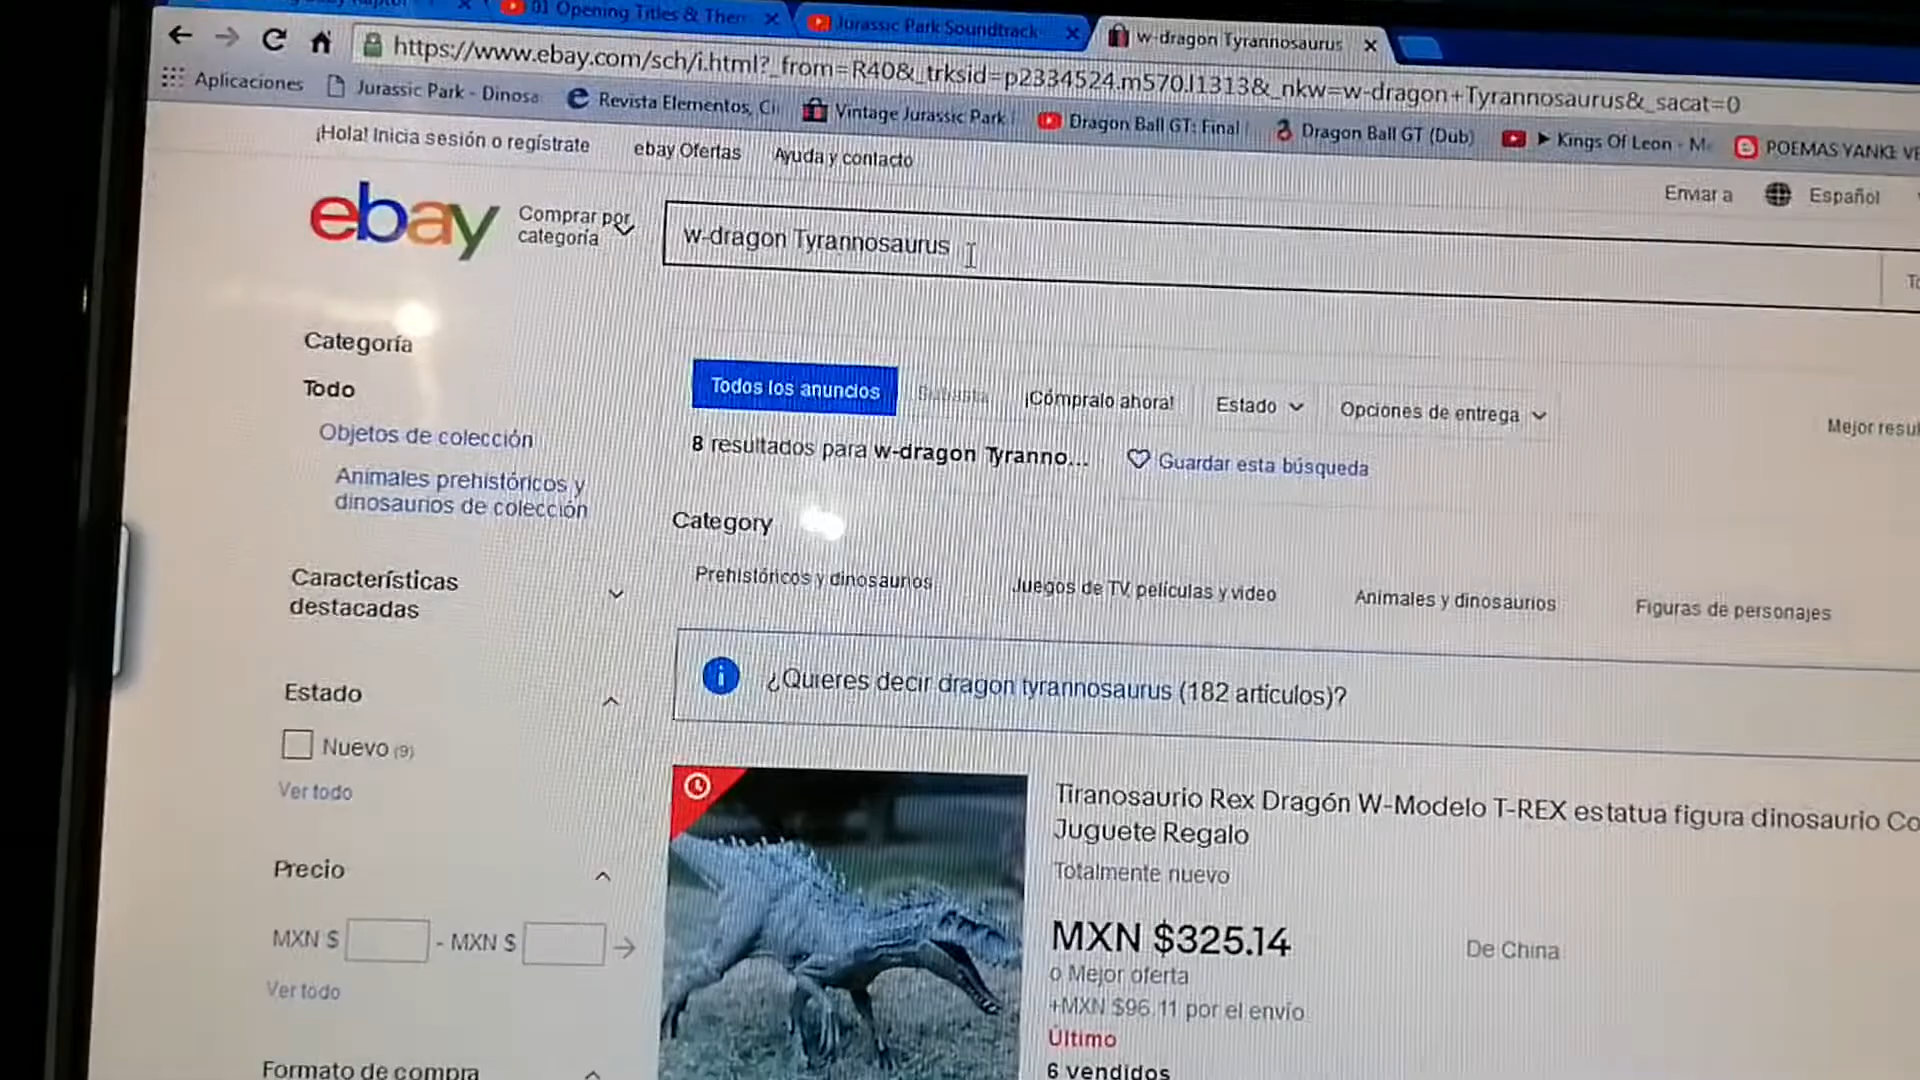 01 Opening Titles & Them
Jurassic Park Soundtrack
w-dragon Tyrannosaurus
https://www.ebay.com/sch/i.html?_from=R40&_trksid=p2334524.m570.l1313&_nkw=w-dragon+Tyrannosaurus&_sacat=0
Aplicaciones
Jurassic Park - Dinosa
Revista Elementos, Ci
Vintage Jurassic Park
Dragon Ball GT: Final
Dragon Ball GT (Dub)
Kings Of Leon - M
POEMAS YANKE VE
¡Hola! Inicia sesión o regístrate
ebay Ofertas
Ayuda y contacto
Enviar a
Español
ebay
Comprar por
categoría
w-dragon Tyrannosaurus
Categoría
Todo
Objetos de colección
Animales prehistóricos y
dinosaurios de colección
Características
destacadas
Estado
Nuevo (9)
Ver todo
Precio
MXN $ - MXN $
Ver todo
Formato de compra
Todos los anuncios
Subasta
¡Cómpralo ahora!
Estado
Opciones de entrega
Mejor resul
8 resultados para w-dragon Tyranno...
Guardar esta búsqueda
Category
Prehistóricos y dinosaurios
Juegos de TV, películas y video
Animales y dinosaurios
Figuras de personajes
¿Quieres decir dragon tyrannosaurus (182 artículos)?
Tiranosaurio Rex Dragón W-Modelo T-REX estatua figura dinosaurio Co
Juguete Regalo
Totalmente nuevo
MXN $325.14
De China
o Mejor oferta
+MXN $96.11 por el envío
Último
6 vendidos